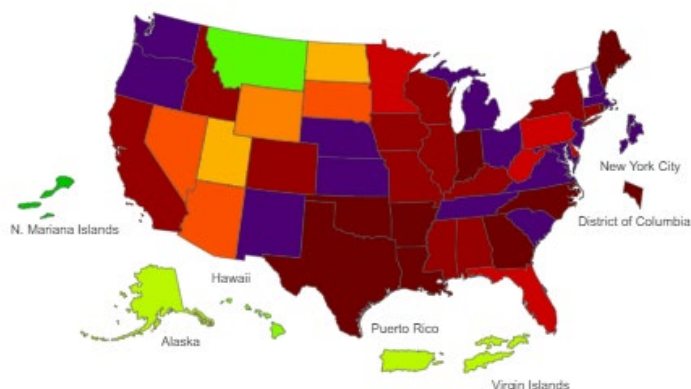 New York City
District of Columbia
N. Mariana Islands
Hawaii
Alaska
Puerto Rico
Virgin Islands